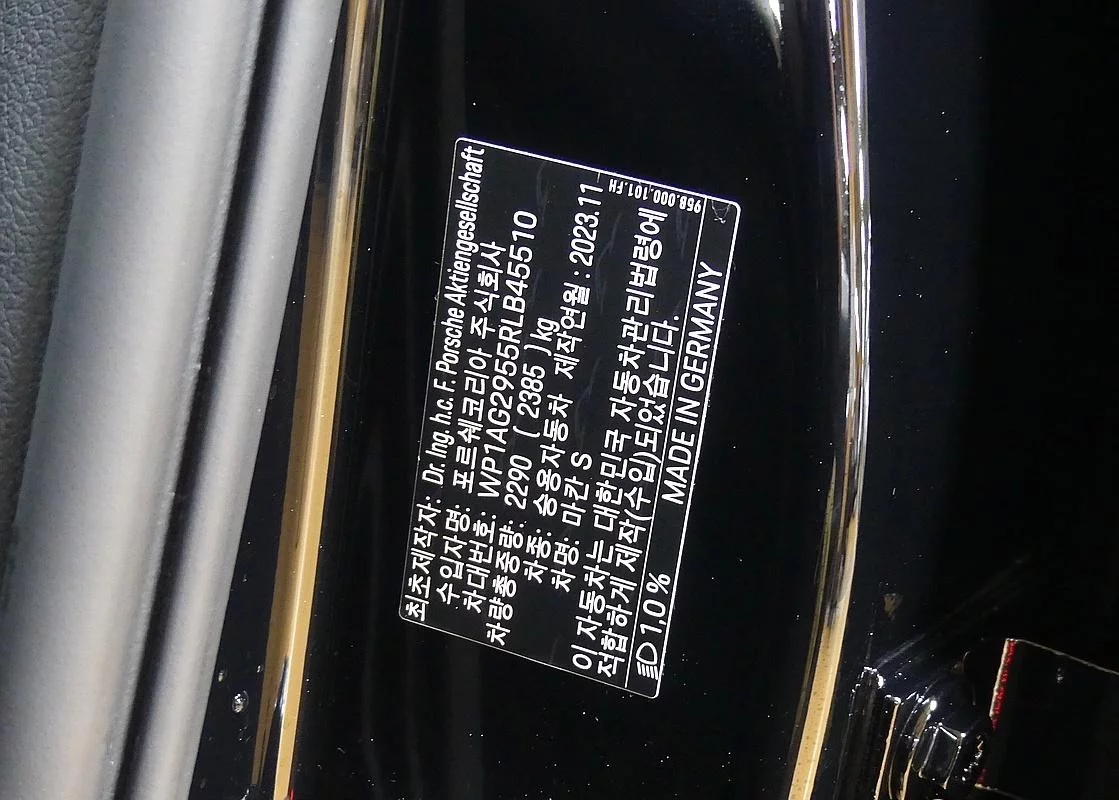 최초제작자: Dr. Ing. h.c. F. Porsche Aktiengesellschaft
수입자명: 포르쉐코리아 주식회사
차대번호: WP1AG2955RLB45510
차량총중량: 2290 ( 2385 ) kg
차종: 승용자동차 제작연월 : 2023.11
차명: 마칸 S
이 자동차는 대한민국 자동차관리법령에
적합하게 제작(수입)되었습니다.
95B.000.101.FH
1,0 % MADE IN GERMANY